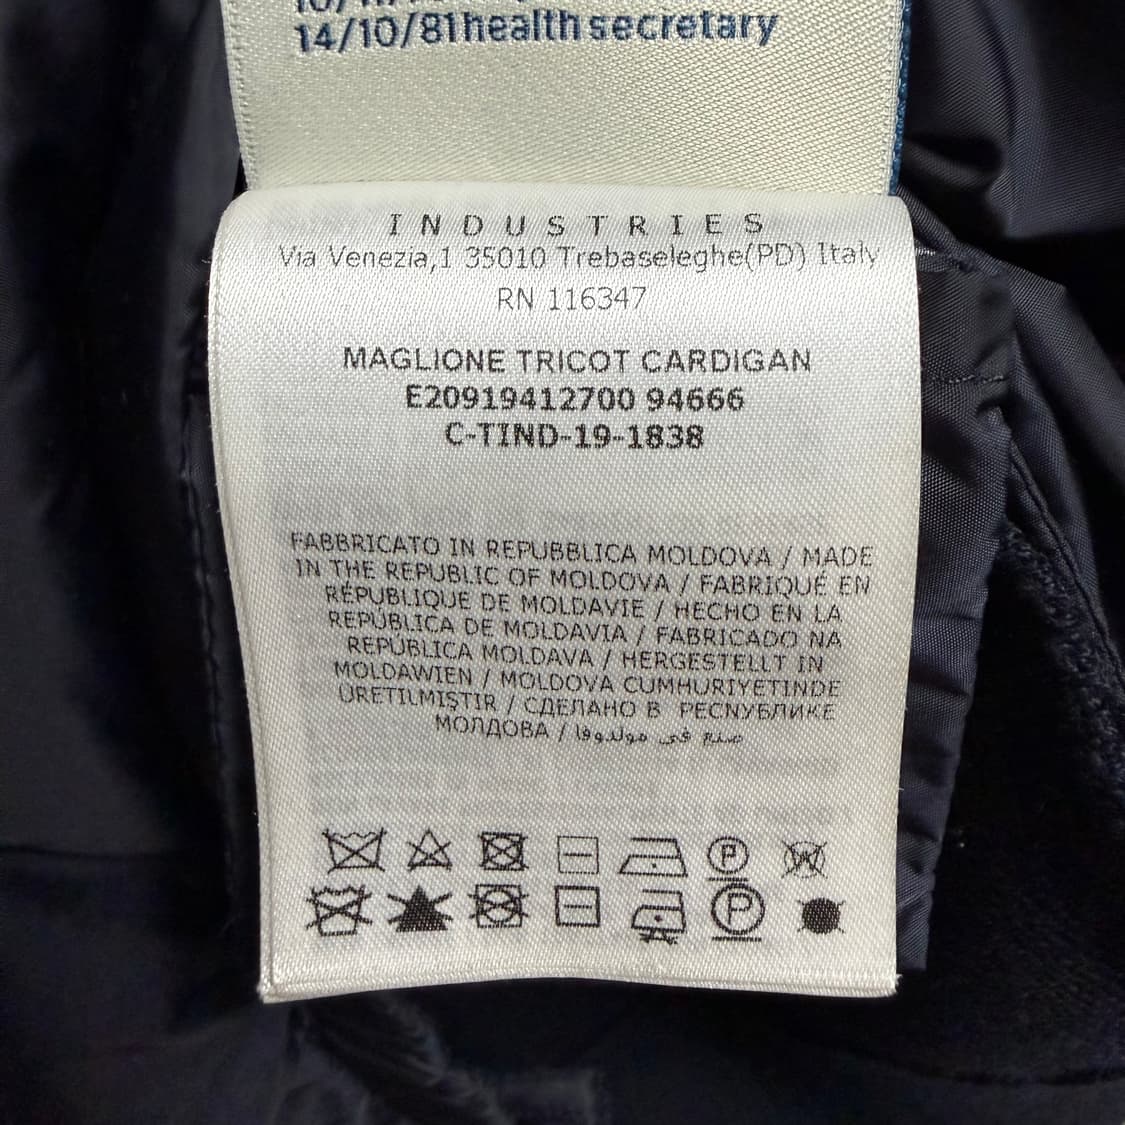 14/10/81 health secretary
INDUSTRIES
Via Venezia,1 35010 Trebaseleghe(PD) Italy
RN 116347
MAGLIONE TRICOT CARDIGAN
E20919412700 94666
C-TIND-19-1838
FABBRICATO IN REPUBBLICA MOLDOVA / MADE
IN THE REPUBLIC OF MOLDOVA / FABRIQUÉ EN
RÉPUBLIQUE DE MOLDAVIE / HECHO EN LA
REPÚBLICA DE MOLDAVIA / FABRICADO NA
REPÚBLICA MOLDAVA / HERGESTELLT IN
MOLDAWIEN / MOLDOVA CUMHURIYETINDE
ÜRETILMIŞTIR / СДЕЛАНО В РЕСПУБЛИКЕ
МОЛДОВА / صنع في مولدوفا
P W
P